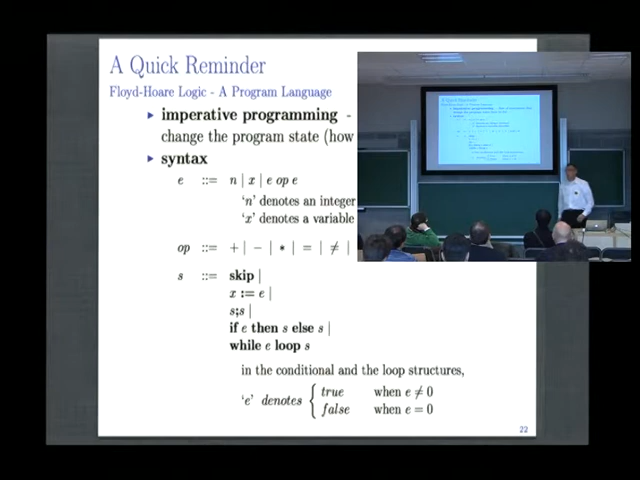 A Quick Reminder
Floyd-Hoare Logic - A Program Language
▸ imperative programming -
change the program state (how
▸ syntax
e ::= n | x | e op e
'n' denotes an integer
'x' denotes a variable
op ::= + | − | * | = | ≠ |
s ::= skip |
x := e |
s;s |
if e then s else s |
while e loop s
in the conditional and the loop structures,
'e' denotes { true when e ≠ 0
false when e = 0
22